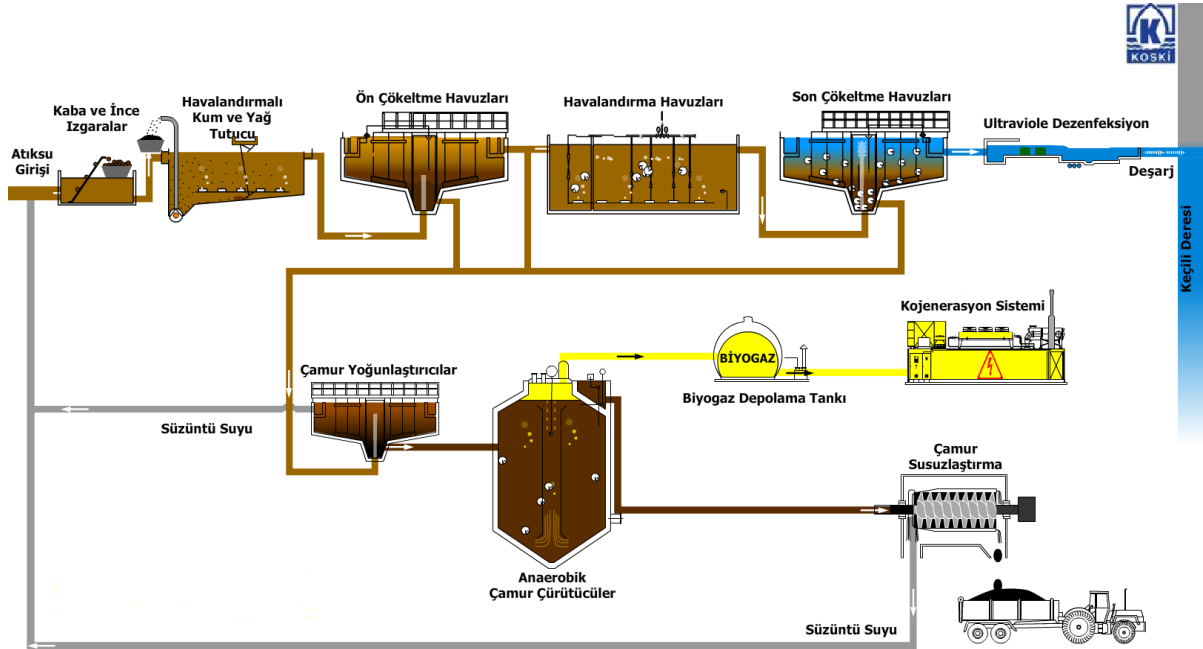 KOSKİ
Kaba ve İnce
Izgaralar
Havalandırmalı
Kum ve Yağ
Tutucu
Ön Çökeltme Havuzları
Havalandırma Havuzları
Son Çökeltme Havuzları
Ultraviole Dezenfeksiyon
Atıksu
Girişi
Deşarj
Keçili Deresi
Kojenerasyon Sistemi
BİYOGAZ
Biyogaz Depolama Tankı
Çamur Yoğunlaştırıcılar
Süzüntü Suyu
Çamur
Susuzlaştırma
Anaerobik
Çamur Çürütücüler
Süzüntü Suyu